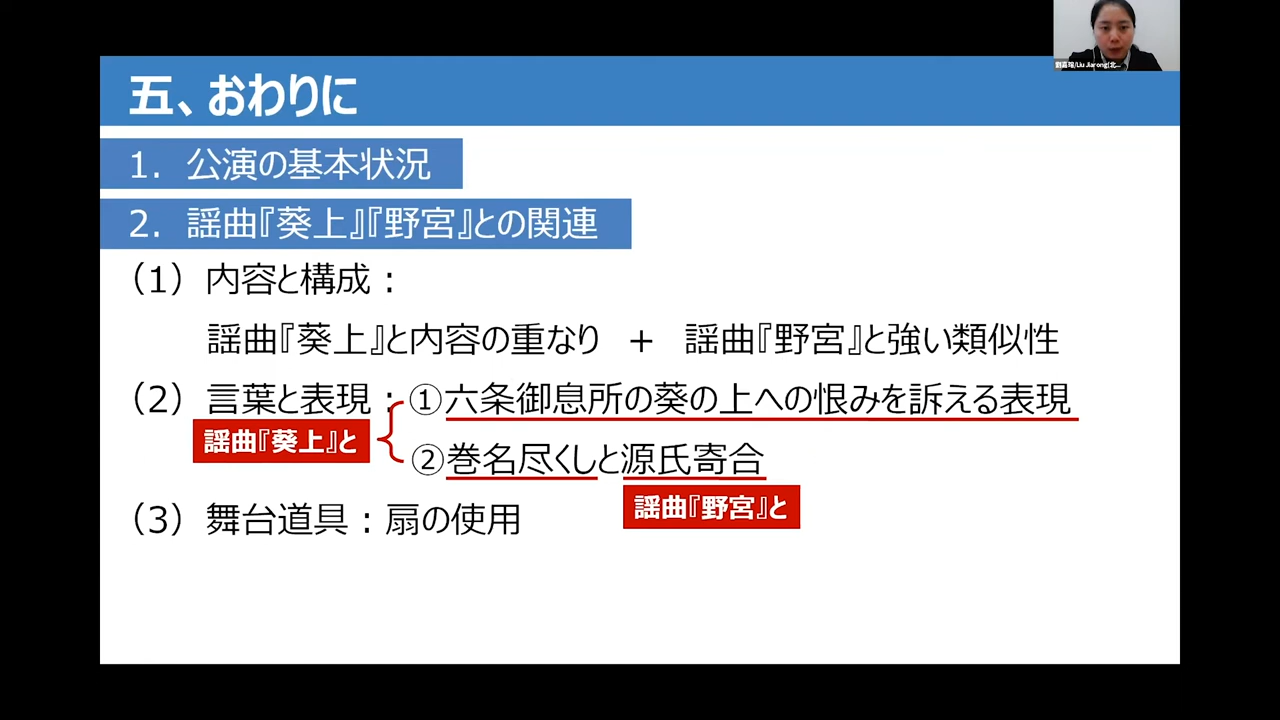 劉嘉瑢/Liu Jiarong(北...
五、おわりに
1. 公演の基本状況
2. 謡曲『葵上』『野宮』との関連
（1）内容と構成：
謡曲『葵上』と内容の重なり ＋ 謡曲『野宮』と強い類似性
（2）言葉と表現：①六条御息所の葵の上への恨みを訴える表現
謡曲『葵上』と
②巻名尽くしと源氏寄合
謡曲『野宮』と
（3）舞台道具：扇の使用